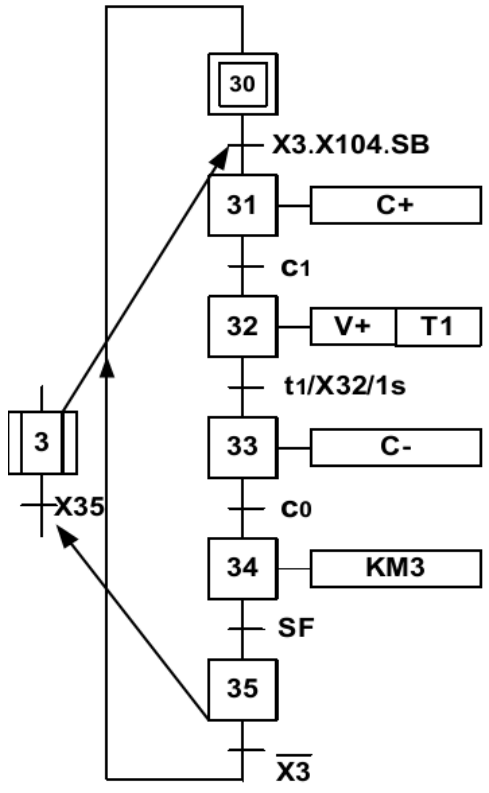 30
X3.X104.SB
31 C+
c1
32 V+ T1
t1/X32/1s
33 C-
3
X35
c0
34 KM3
SF
35
X̅3̅